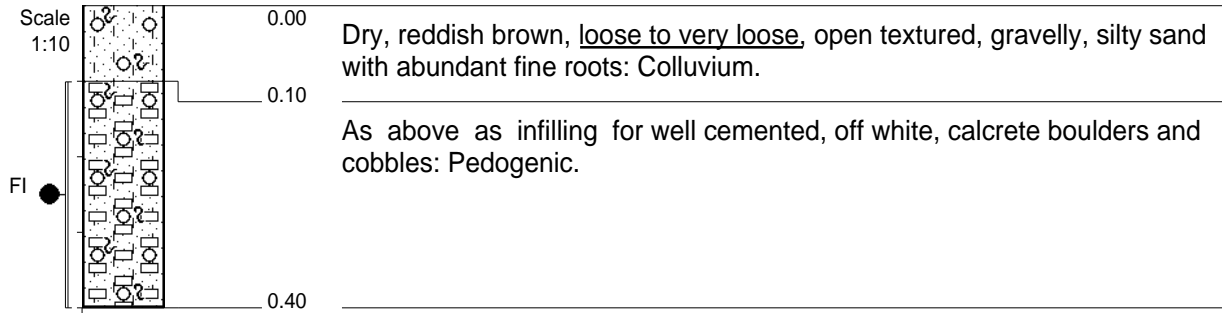 Scale
1:10
0.00
Dry, reddish brown, loose to very loose, open textured, gravelly, silty sand
with abundant fine roots: Colluvium.
0.10
As above as infilling for well cemented, off white, calcrete boulders and
cobbles: Pedogenic.
FI
0.40